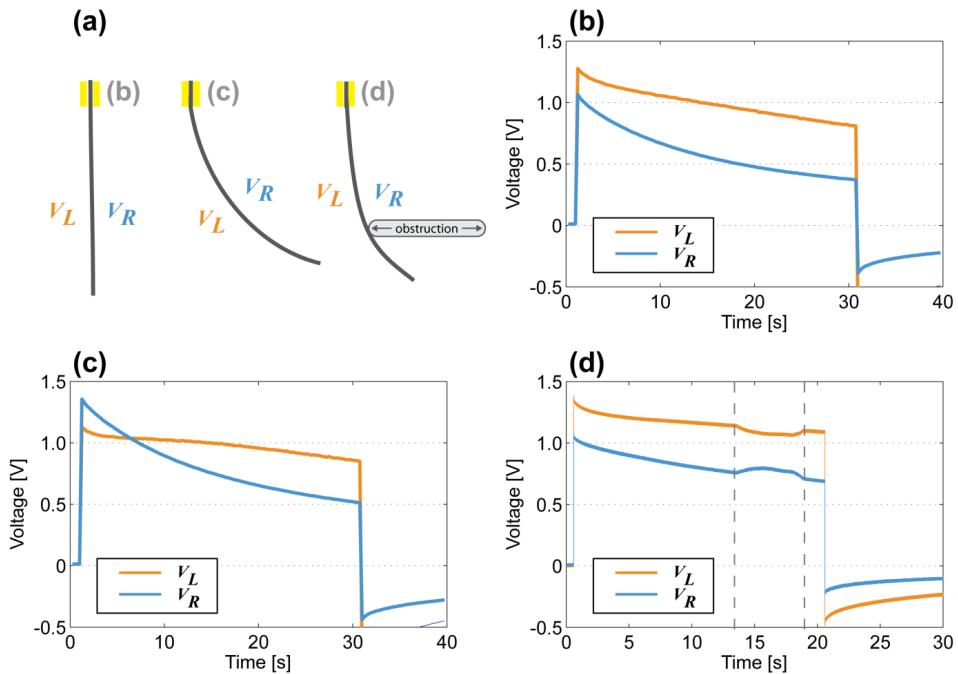 (a)
(b)
(c)
(d)
V_L
V_R
V_L
V_R
V_L
V_R
obstruction
(b)
1.5
1.0
0.5
0
-0.5
Voltage [V]
V_L
V_R
0
10
20
30
40
Time [s]
(c)
1.5
1.0
0.5
0
-0.5
Voltage [V]
V_L
V_R
0
10
20
30
40
Time [s]
(d)
1.5
1.0
0.5
0
-0.5
Voltage [V]
V_L
V_R
0
5
10
15
20
25
30
Time [s]